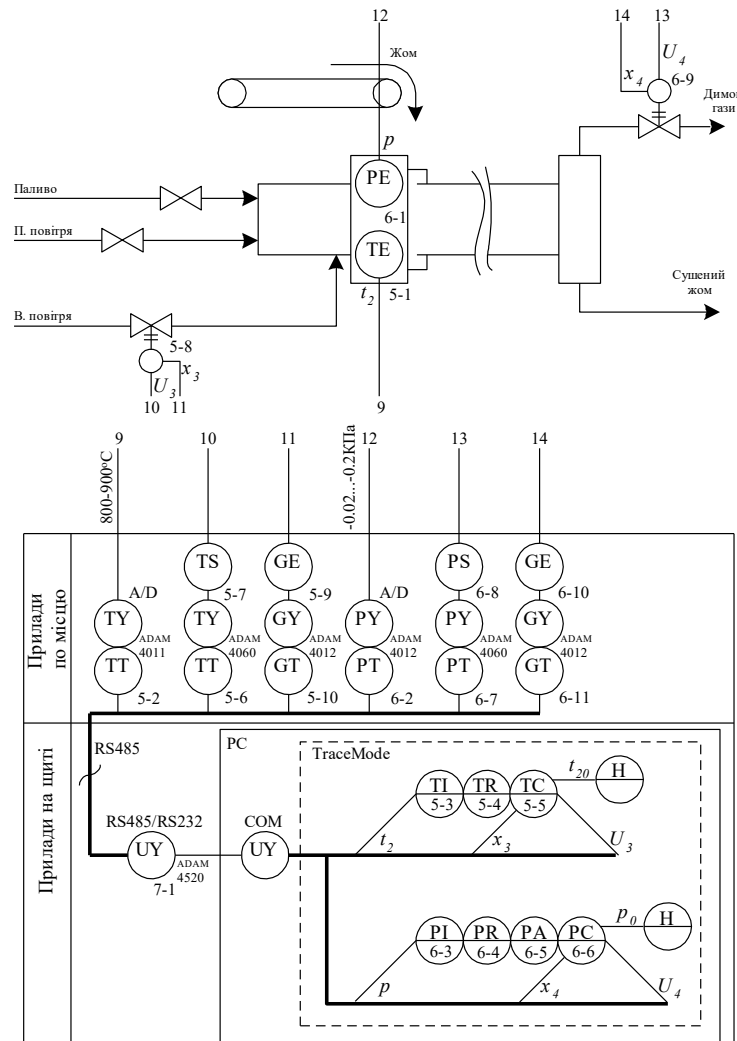 12
14 13
Жом
U4
x4
6-9
Димові
гази
p
PE
6-1
Паливо
П. повітря
TE
t2 5-1
Сушений
жом
В. повітря
5-8
x3
U3
10 11
9
9 10 11 12 13 14
800-900°C
-0.02...-0.2КПа
Прилади
по місцю
TS GE PS GE
A/D 5-7 5-9 A/D 6-8 6-10
TY TY GY PY PY GY
ADAM 4011 ADAM 4060 ADAM 4012 ADAM 4012 ADAM 4060 ADAM 4012
TT TT GT PT PT GT
5-2 5-6 5-10 6-2 6-7 6-11
Прилади на щиті
RS485
PC
TraceMode
TI TR TC t20 H
5-3 5-4 5-5
RS485/RS232 COM
UY UY
ADAM
4520
7-1
t2 x3 U3
PI PR PA PC p0 H
6-3 6-4 6-5 6-6
p x4 U4